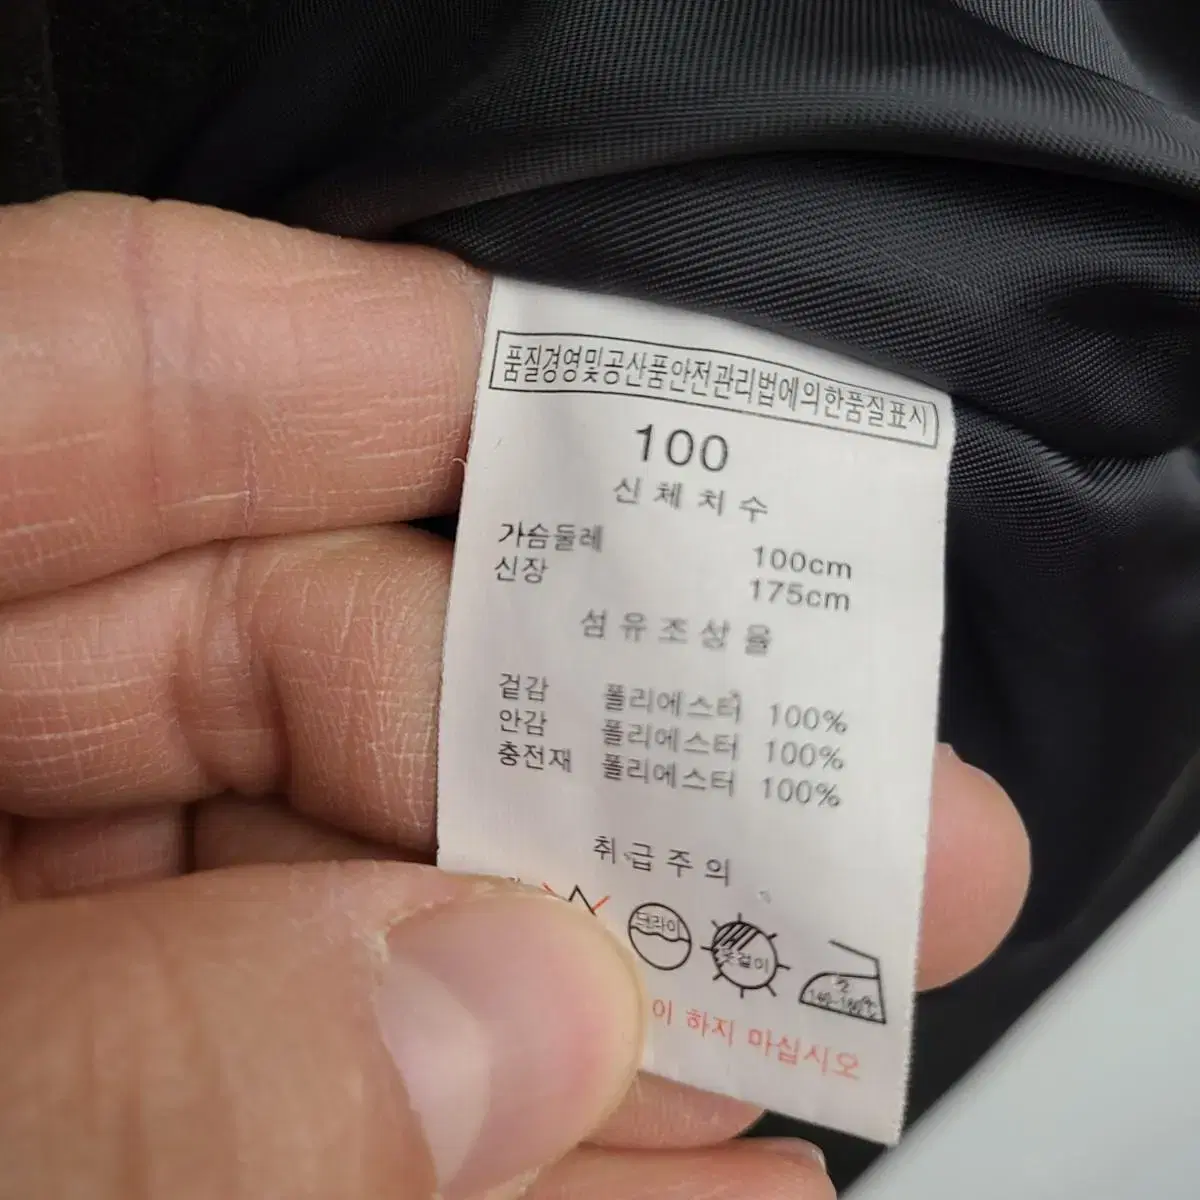 품질경영및공산품안전관리법에의한품질표시
100
신체치수
가슴둘레 100cm
신장 175cm
섬유조성율
겉감 폴리에스터 100%
안감 폴리에스터 100%
충전재 폴리에스터 100%
취급주의
드라이
옷걸이
2
140~160℃
이 하지 마십시오